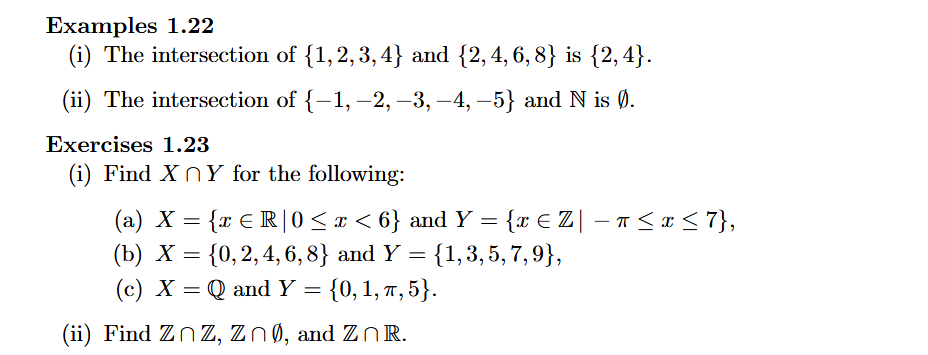 Examples 1.22
(i) The intersection of {1, 2, 3, 4} and {2, 4, 6, 8} is {2, 4}.
(ii) The intersection of {−1, −2, −3, −4, −5} and ℕ is ∅.
Exercises 1.23
(i) Find X ∩ Y for the following:
(a) X = {x ∈ ℝ | 0 ≤ x < 6} and Y = {x ∈ ℤ | − π ≤ x ≤ 7},
(b) X = {0, 2, 4, 6, 8} and Y = {1, 3, 5, 7, 9},
(c) X = ℚ and Y = {0, 1, π, 5}.
(ii) Find ℤ ∩ ℤ, ℤ ∩ ∅, and ℤ ∩ ℝ.